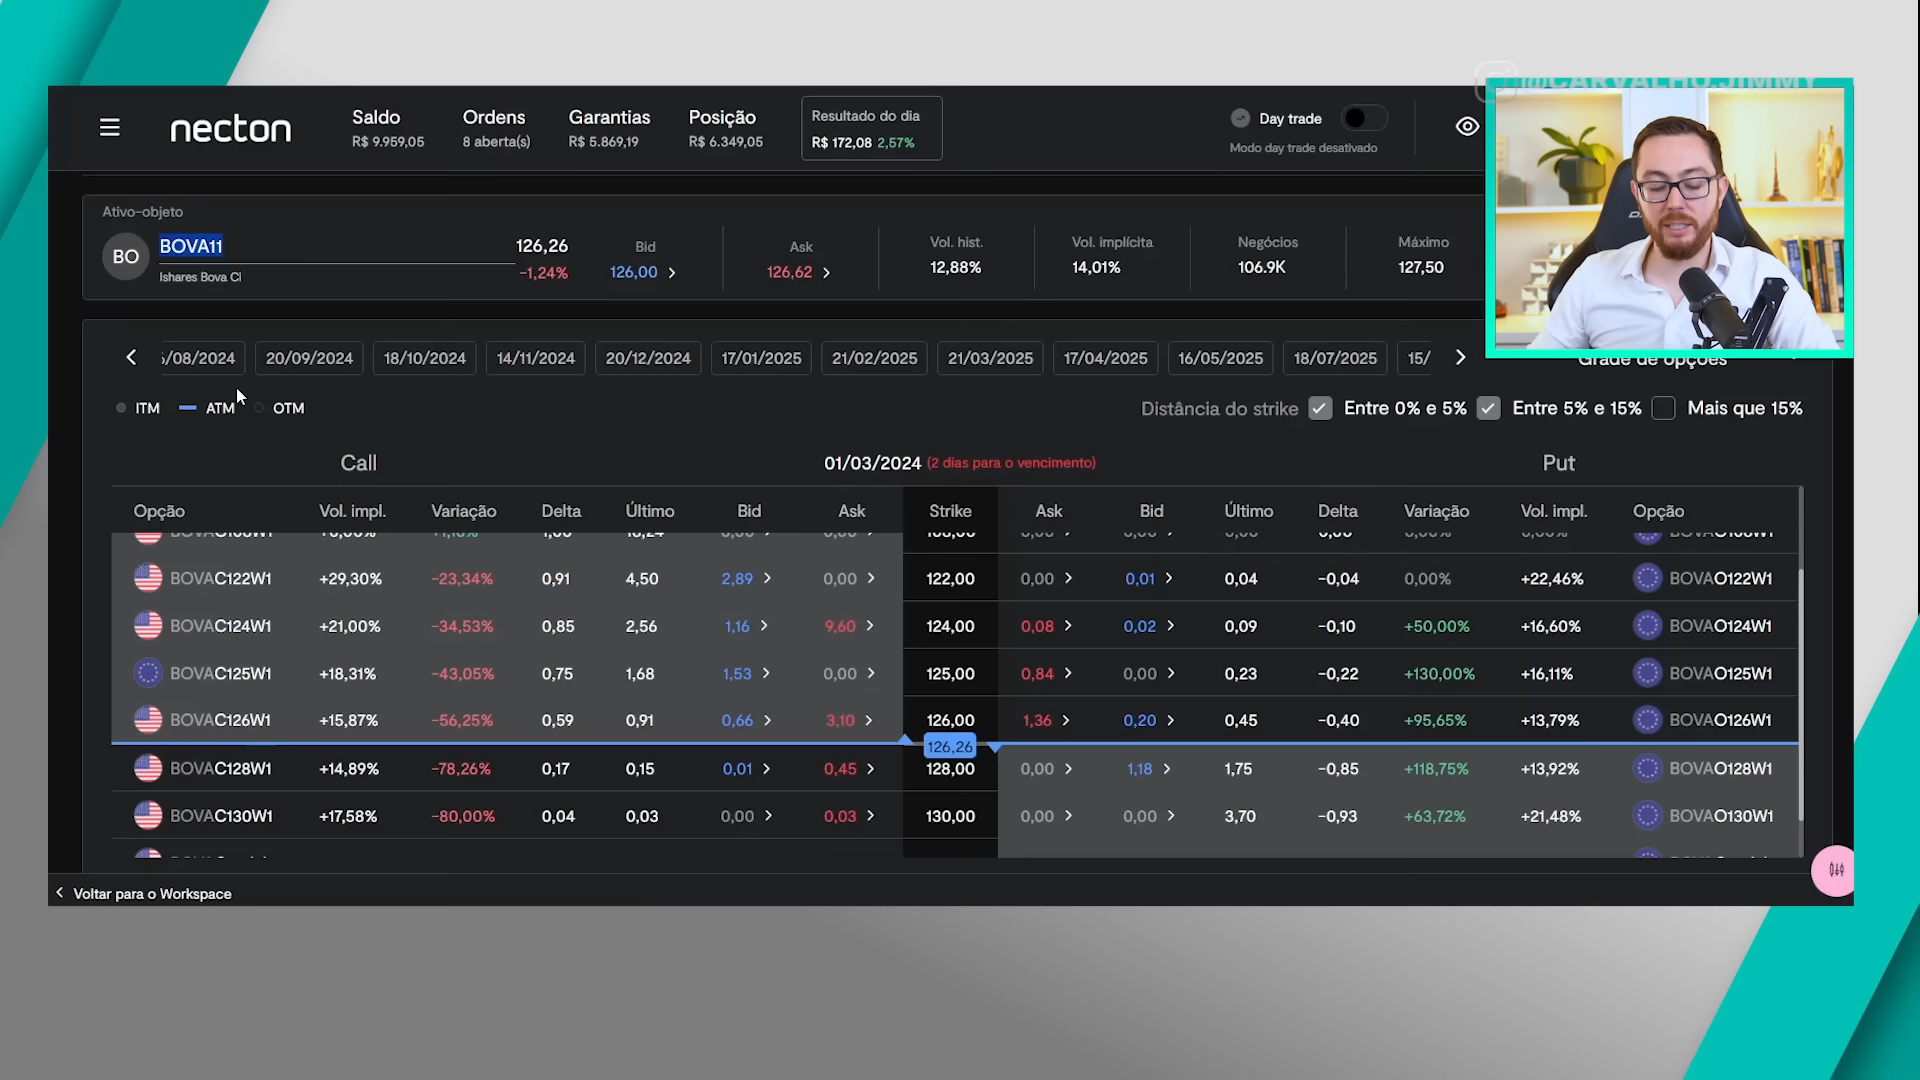 @CARVALHO.JIMMY
necton
Saldo
R$ 9.959,05
Ordens
8 aberta(s)
Garantias
R$ 5.869,19
Posição
R$ 6.349,05
Resultado do dia
R$ 172,08 2,57%
Day trade
Modo day trade desativado
Ativo-objeto
BO
BOVA11
Ishares Bova Ci
126,26
-1,24%
Bid
126,00
Ask
126,62
Vol. hist.
12,88%
Vol. implícita
14,01%
Negócios
106.9K
Máximo
127,50
/08/2024 20/09/2024 18/10/2024 14/11/2024 20/12/2024 17/01/2025 21/02/2025 21/03/2025 17/04/2025 16/05/2025 18/07/2025 15/
Grade de opções
ITM ATM OTM
Distância do strike Entre 0% e 5% Entre 5% e 15% Mais que 15%
Call 01/03/2024 (2 dias para o vencimento) Put
Opção Vol. impl. Variação Delta Último Bid Ask Strike Ask Bid Último Delta Variação Vol. impl. Opção
BOVAC122W1 +29,30% -23,34% 0,91 4,50 2,89 0,00 122,00 0,00 0,01 0,04 -0,04 0,00% +22,46% BOVAO122W1
BOVAC124W1 +21,00% -34,53% 0,85 2,56 1,16 9,60 124,00 0,08 0,02 0,09 -0,10 +50,00% +16,60% BOVAO124W1
BOVAC125W1 +18,31% -43,05% 0,75 1,68 1,53 0,00 125,00 0,84 0,00 0,23 -0,22 +130,00% +16,11% BOVAO125W1
BOVAC126W1 +15,87% -56,25% 0,59 0,91 0,66 3,10 126,00 1,36 0,20 0,45 -0,40 +95,65% +13,79% BOVAO126W1
126,26
BOVAC128W1 +14,89% -78,26% 0,17 0,15 0,01 0,45 128,00 0,00 1,18 1,75 -0,85 +118,75% +13,92% BOVAO128W1
BOVAC130W1 +17,58% -80,00% 0,04 0,03 0,00 0,03 130,00 0,00 0,00 3,70 -0,93 +63,72% +21,48% BOVAO130W1
Voltar para o Workspace